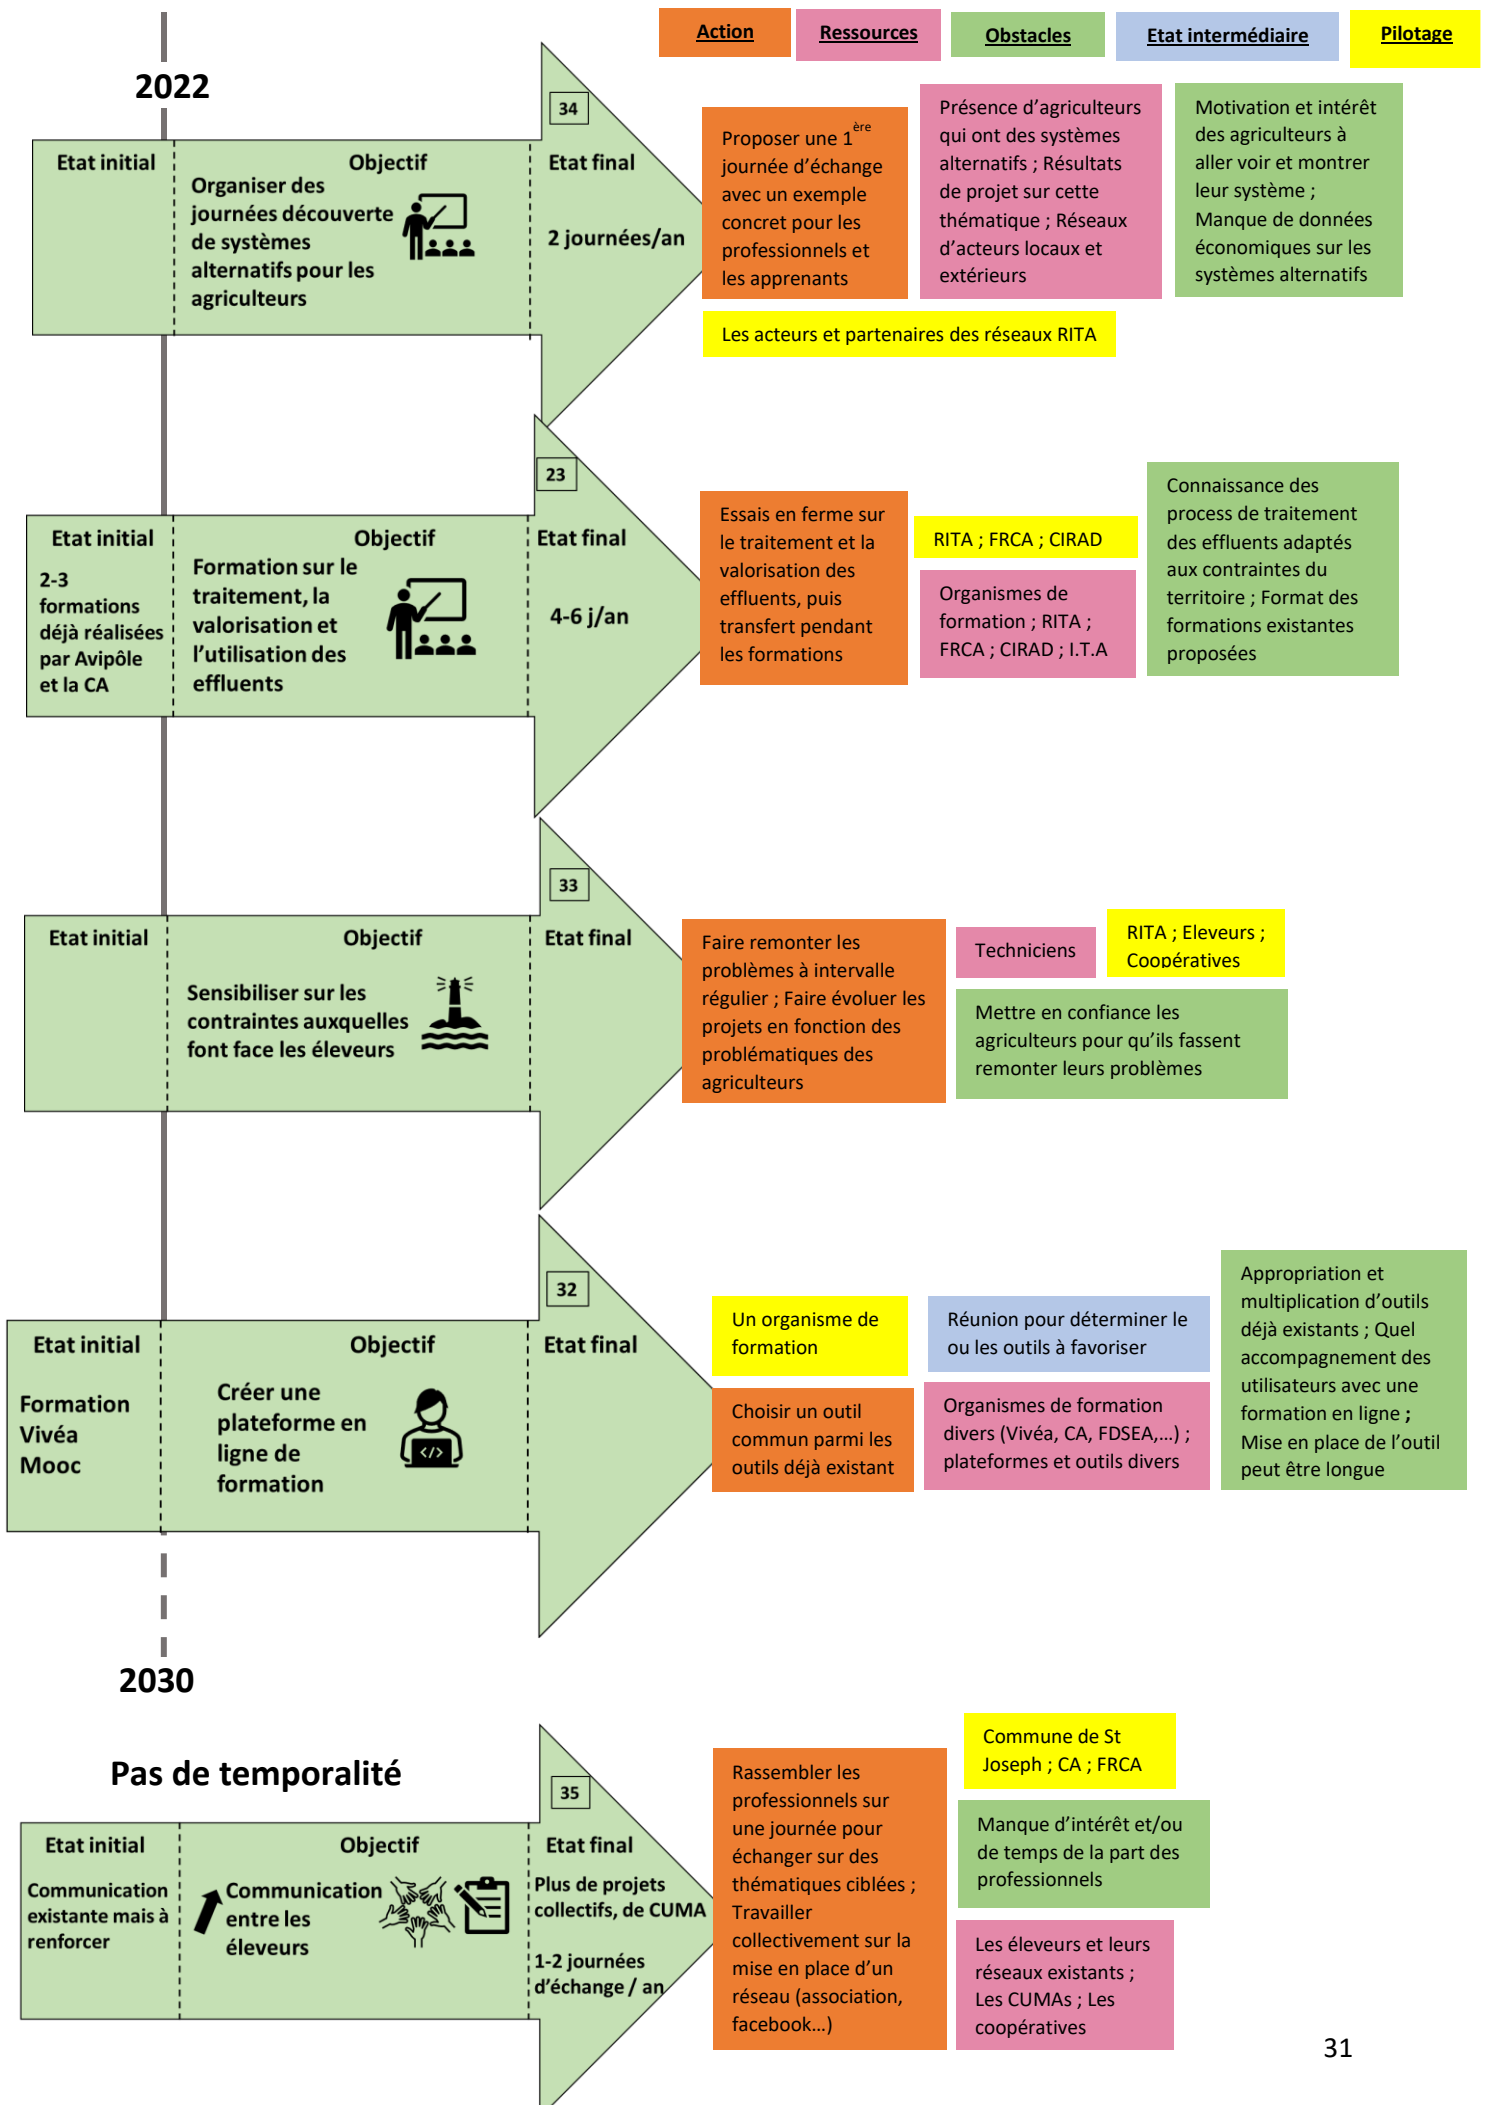 Action
Ressources
Obstacles
Etat intermédiaire
Pilotage
2022
34
Etat initial
Objectif
Organiser des
journées découverte
de systèmes
alternatifs pour les
agriculteurs
Etat final
2 journées/an
Proposer une 1ère
journée d’échange
avec un exemple
concret pour les
professionnels et
les apprenants
Présence d’agriculteurs
qui ont des systèmes
alternatifs ; Résultats
de projet sur cette
thématique ; Réseaux
d’acteurs locaux et
extérieurs
Motivation et intérêt
des agriculteurs à
aller voir et montrer
leur système ;
Manque de données
économiques sur les
systèmes alternatifs
Les acteurs et partenaires des réseaux RITA
23
Etat initial
2-3
formations
déjà réalisées
par Avipôle
et la CA
Objectif
Formation sur le
traitement, la
valorisation et
l’utilisation des
effluents
Etat final
4-6 j/an
Essais en ferme sur
le traitement et la
valorisation des
effluents, puis
transfert pendant
les formations
RITA ; FRCA ; CIRAD
Organismes de
formation ; RITA ;
FRCA ; CIRAD ; I.T.A
Connaissance des
process de traitement
des effluents adaptés
aux contraintes du
territoire ; Format des
formations existantes
proposées
33
Etat initial
Objectif
Sensibiliser sur les
contraintes auxquelles
font face les éleveurs
Etat final
Faire remonter les
problèmes à intervalle
régulier ; Faire évoluer les
projets en fonction des
problématiques des
agriculteurs
Techniciens
RITA ; Eleveurs ;
Coopératives
Mettre en confiance les
agriculteurs pour qu’ils fassent
remonter leurs problèmes
32
Etat initial
Formation
Vivéa
Mooc
Objectif
Créer une
plateforme en
ligne de
formation
Etat final
Un organisme de
formation
Réunion pour déterminer le
ou les outils à favoriser
Choisir un outil
commun parmi les
outils déjà existant
Organismes de formation
divers (Vivéa, CA, FDSEA,...) ;
plateformes et outils divers
Appropriation et
multiplication d’outils
déjà existants ; Quel
accompagnement des
utilisateurs avec une
formation en ligne ;
Mise en place de l’outil
peut être longue
2030
Pas de temporalité
35
Etat initial
Communication
existante mais à
renforcer
Objectif
Communication
entre les
éleveurs
Etat final
Plus de projets
collectifs, de CUMA
1-2 journées
d’échange / an
Rassembler les
professionnels sur
une journée pour
échanger sur des
thématiques ciblées ;
Travailler
collectivement sur la
mise en place d’un
réseau (association,
facebook…)
Commune de St
Joseph ; CA ; FRCA
Manque d’intérêt et/ou
de temps de la part des
professionnels
Les éleveurs et leurs
réseaux existants ;
Les CUMAs ; Les
coopératives
31